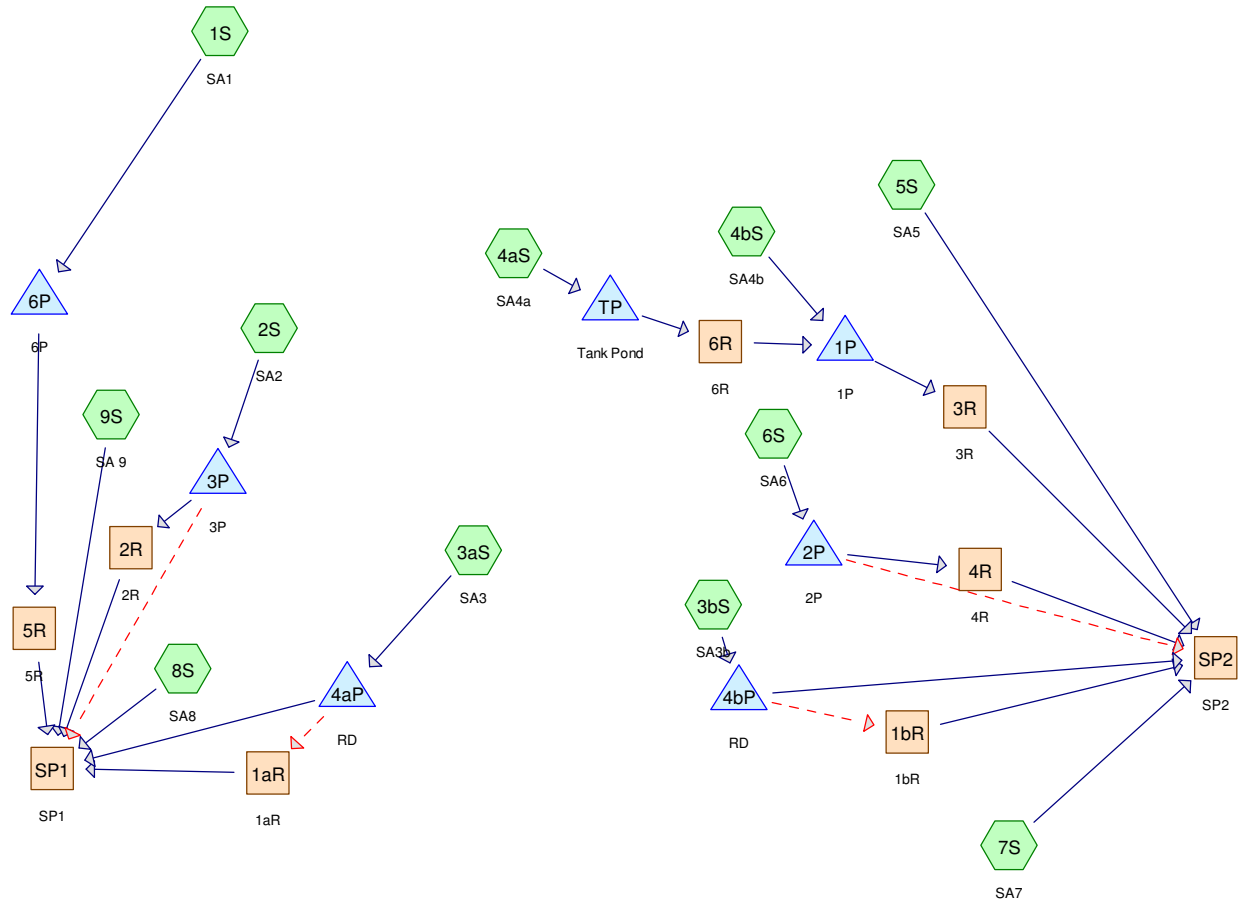 1S
SA1
5S
SA5
4bS
SA4b
4aS
SA4a
6P
6P
TP
Tank Pond
2S
SA2
6R
6R
1P
1P
9S
SA 9
3R
3R
6S
SA6
3P
3P
2R
2R
3aS
SA3
2P
2P
4R
4R
3bS
SA3b
5R
5R
8S
SA8
SP2
SP2
4aP
RD
4bP
RD
1bR
1bR
SP1
SP1
1aR
1aR
7S
SA7